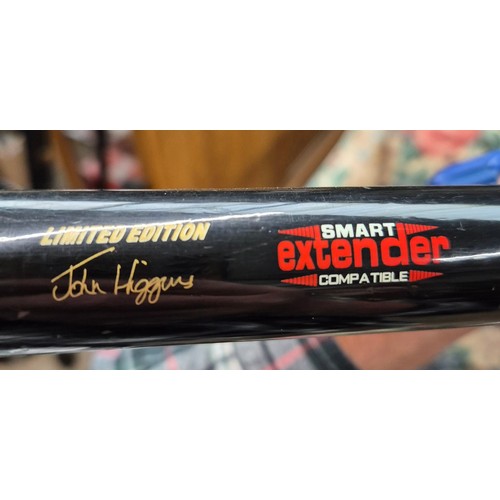 LIMITED EDITION
John Higgins
SMART
extender
COMPATIBLE